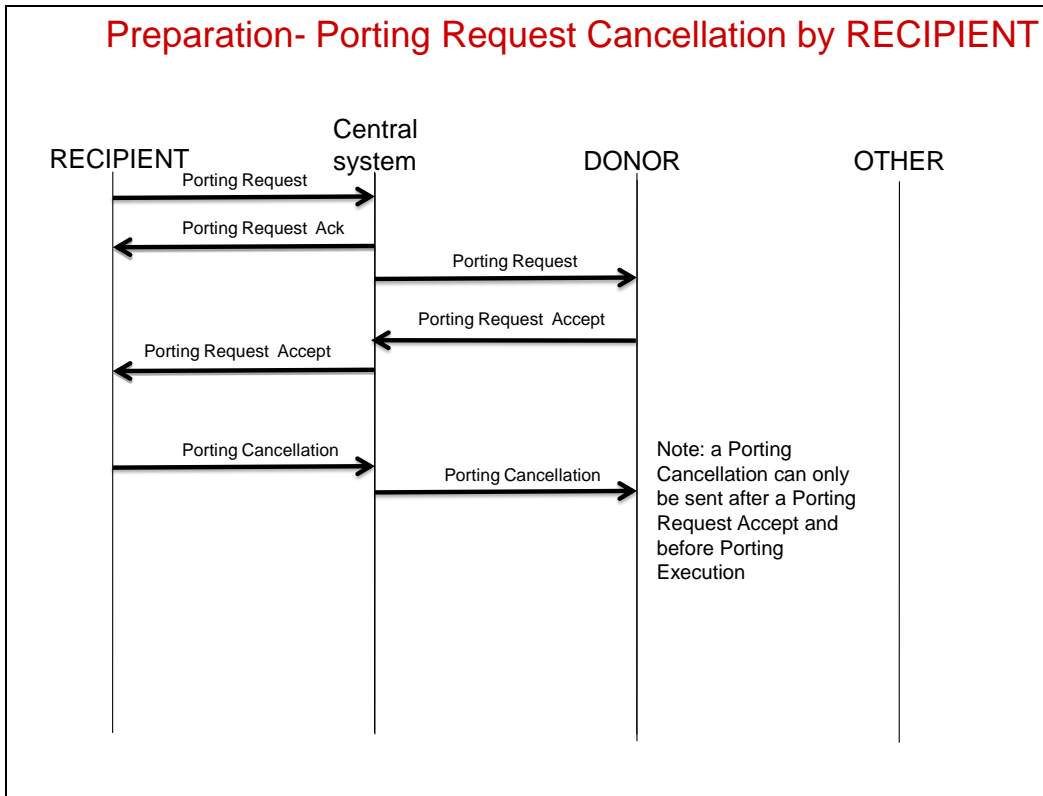 Preparation- Porting Request Cancellation by RECIPIENT
Central
system
RECIPIENT
DONOR
OTHER
Porting Request
Porting Request Ack
Porting Request
Porting Request Accept
Porting Request Accept
Porting Cancellation
Porting Cancellation
Note: a Porting
Cancellation can only
be sent after a Porting
Request Accept and
before Porting
Execution